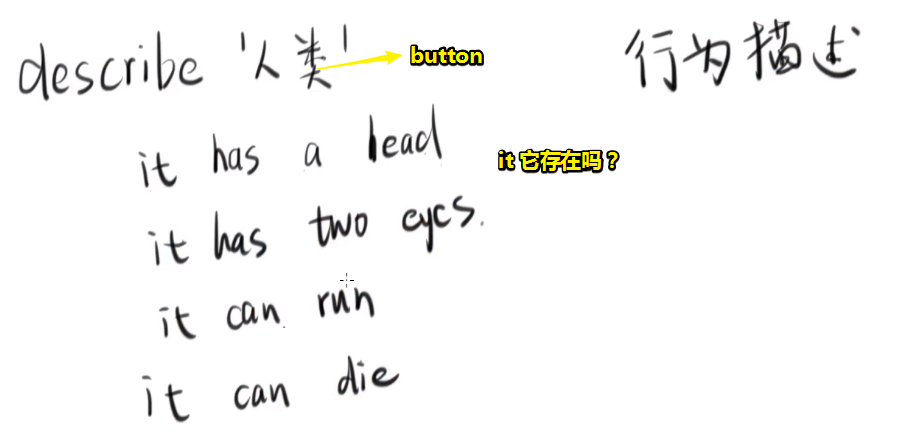 describe '人类' button 行为描述
it has a head it 它存在吗？
it has two eyes.
it can run
it can die